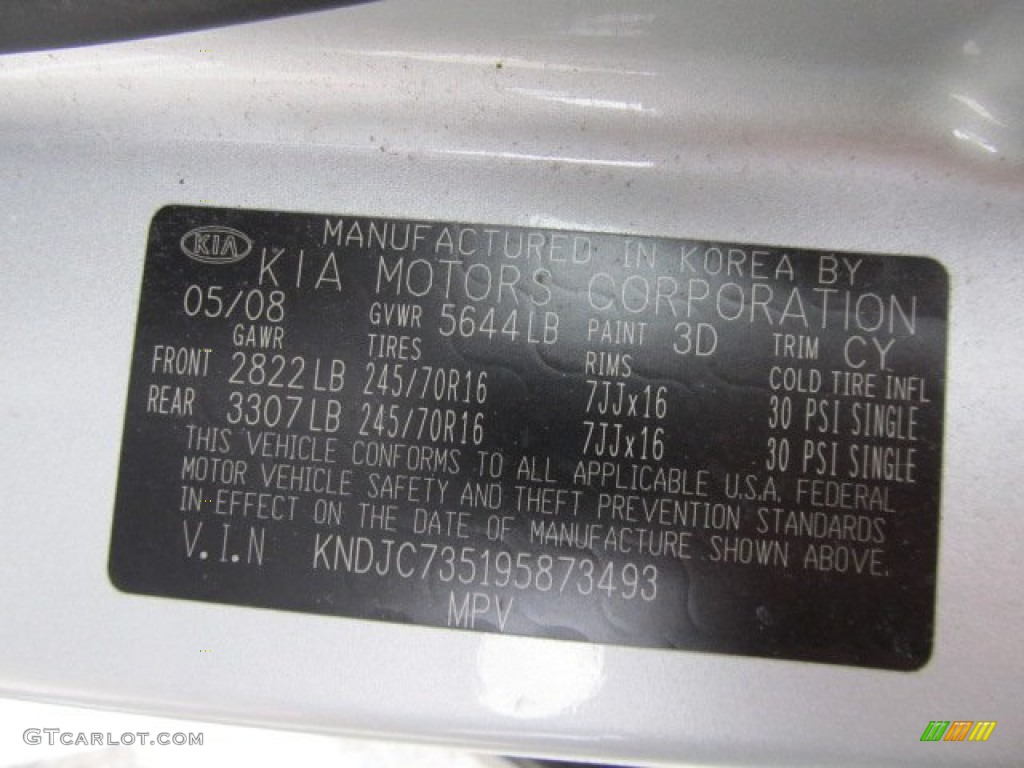 KIA MANUFACTURED IN KOREA BY
KIA MOTORS CORPORATION
05/08 GVWR 5644LB PAINT 3D TRIM CY
GAWR TIRES RIMS COLD TIRE INFL
FRONT 2822LB 245/70R16 7JJx16 30 PSI SINGLE
REAR 3307LB 245/70R16 7JJx16 30 PSI SINGLE
THIS VEHICLE CONFORMS TO ALL APPLICABLE U.S.A. FEDERAL
MOTOR VEHICLE SAFETY AND THEFT PREVENTION STANDARDS
IN-EFFECT ON THE DATE OF MANUFACTURE SHOWN ABOVE.
V.I.N KNDJC735195873493
MPV
GTCARLOT.COM